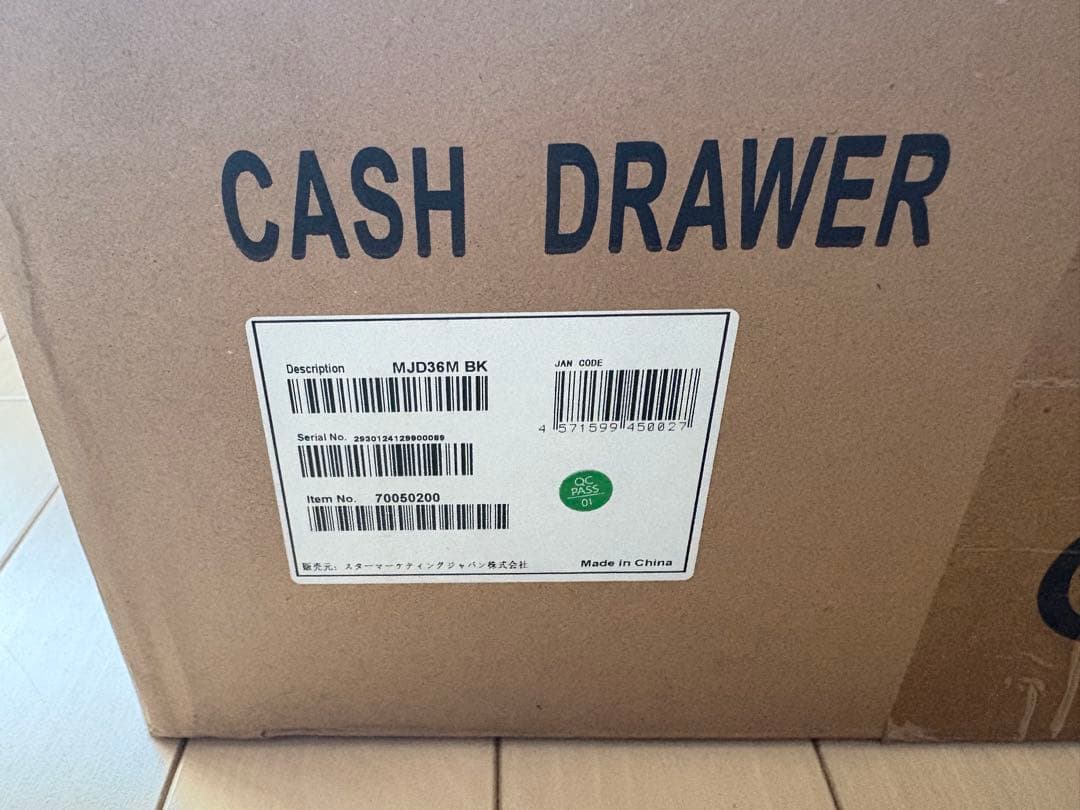 CASH DRAWER
Description MJD36M BK
JAN CODE
4 571599 450027
Serial No. 2930124129900089
QC
PASS
01
Item No. 70050200
販売元: スターマーケティングジャパン株式会社
Made in China